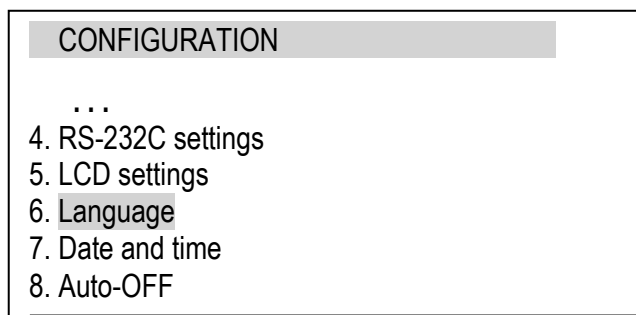 CONFIGURATION
...
4. RS-232C settings
5. LCD settings
6. Language
7. Date and time
8. Auto-OFF